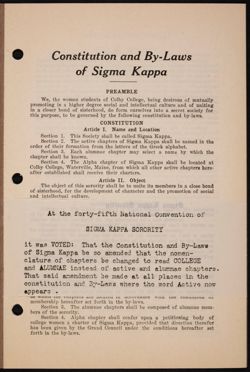 Constitution and By-Laws
of Sigma Kappa
PREAMBLE
We, the women students of Colby College, being desirous of mutually
promoting in a higher degree social and intellectual culture and of uniting
in a closer bond of sisterhood, do form ourselves into a secret society for
this purpose, to be governed by the following constitution and by-laws.
CONSTITUTION
Article I. Name and Location
Section 1. This Society shall be called Sigma Kappa.
Section 2. The active chapters of Sigma Kappa shall be named in the
order of their formation from the letters of the Greek alphabet.
Section 3. Each alumnae chapter may select a name by which the
chapter shall be known.
Section 4. The Alpha chapter of Sigma Kappa shall be located at
Colby College, Waterville, Maine, from which all other active chapters here-
after established shall receive their charters.
Article II. Object
The object of this sorority shall be to unite its members in a close bond
of sisterhood, for the development of character and the promotion of social
and intellectual culture.
At the forty-fifth National Convention of
SIGMA KAPPA SORORITY
it was VOTED: That the Constitution and By-Laws
of Sigma Kappa be so amended that the nomen-
clature of chapters be changed to read COLLEGE
and ALUMNAE instead of active and alumnae chapters.
That said amendment be made at all places in the
constitution and By-Laws where the word Active now
appears .
membership hereafter set forth in the by-laws.
Section 3. The alumnae chapters shall be composed of alumnae mem-
bers of the sorority.
Section 4. Alpha chapter shall confer upon a petitioning body of
college women a charter of Sigma Kappa, provided that direction therefor
has been given by the Grand Council under the conditions hereafter set
forth in the by-laws.